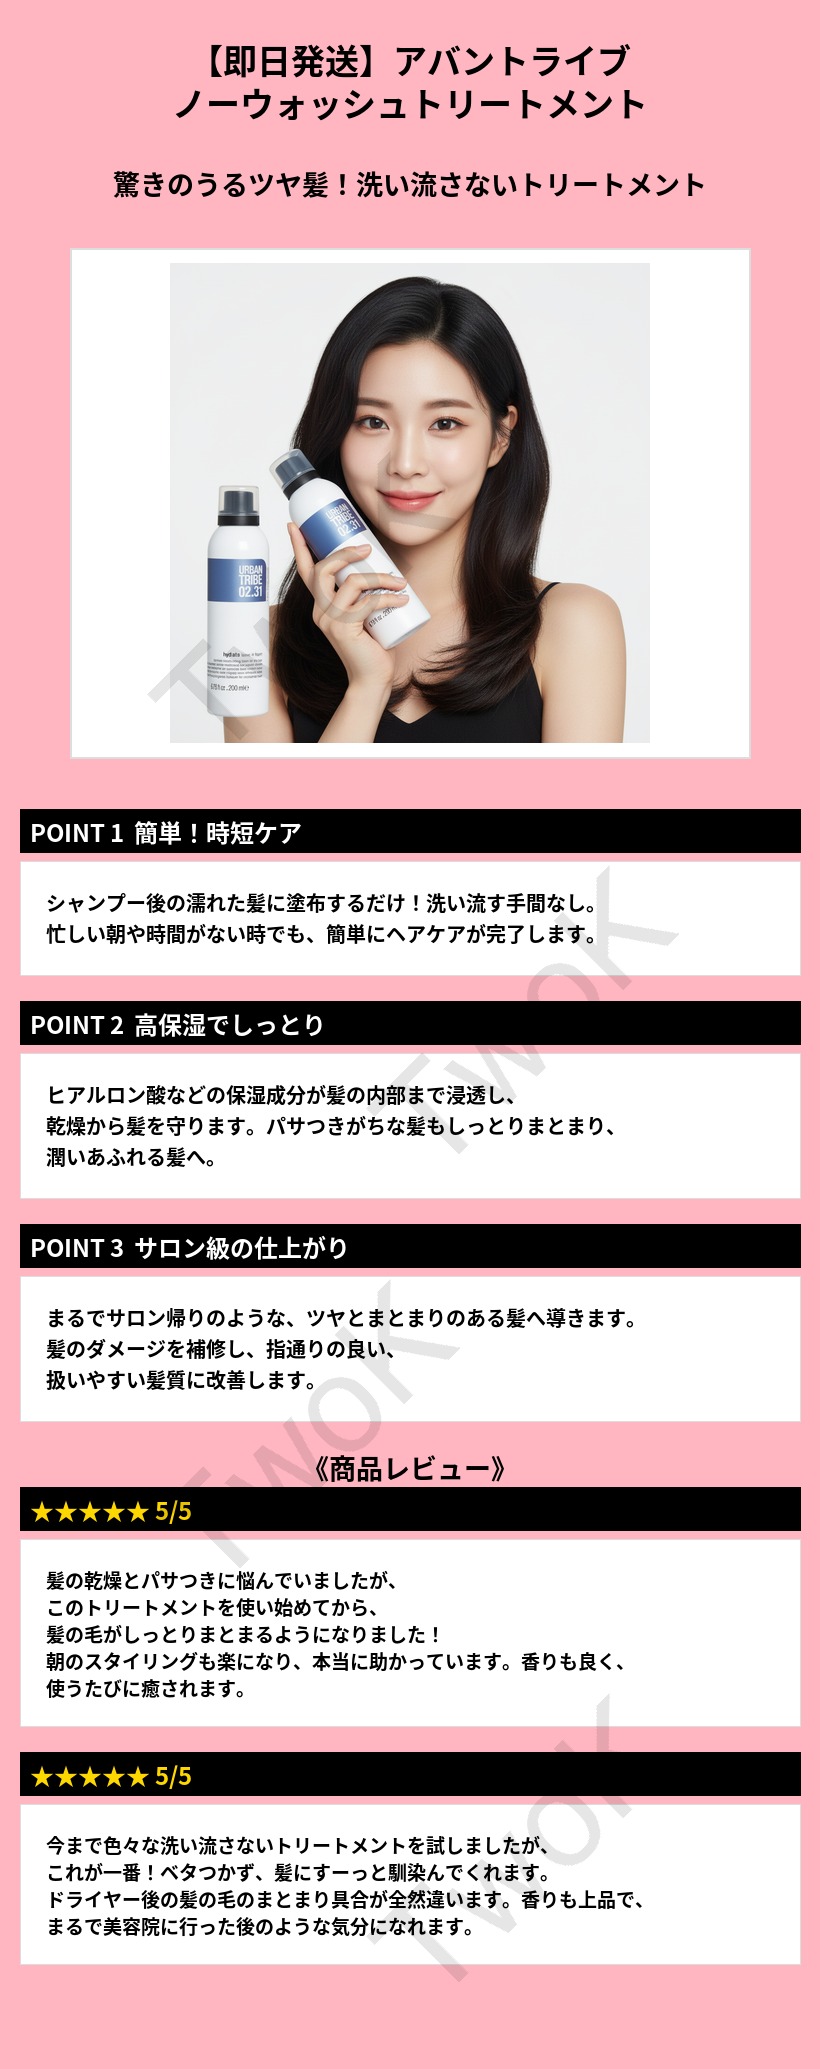 【即日発送】アバントライブ
ノーウォッシュトリートメント
驚きのうるツヤ髪！洗い流さないトリートメント
URBAN
TRIBE
02.31
URBAN
TRIBE
02.31
hydrate leave-in foam
6.76 fl oz . 200 ml e
TwoK
POINT 1 簡単！時短ケア
シャンプー後の濡れた髪に塗布するだけ！洗い流す手間なし。
忙しい朝や時間がない時でも、簡単にヘアケアが完了します。
TwoK
POINT 2 高保湿でしっとり
ヒアルロン酸などの保湿成分が髪の内部まで浸透し、
乾燥から髪を守ります。パサつきがちな髪もしっとりまとまり、
潤いあふれる髪へ。
POINT 3 サロン級の仕上がり
まるでサロン帰りのような、ツヤとまとまりのある髪へ導きます。
髪のダメージを補修し、指通りの良い、
扱いやすい髪質に改善します。
TwoK
《商品レビュー》
★★★★★ 5/5
髪の乾燥とパサつきに悩んでいましたが、
このトリートメントを使い始めてから、
髪の毛がしっとりまとまるようになりました！
朝のスタイリングも楽になり、本当に助かっています。香りも良く、
使うたびに癒されます。
★★★★★ 5/5
今まで色々な洗い流さないトリートメントを試しましたが、
これが一番！ベタつかず、髪にすーっと馴染んでくれます。
ドライヤー後の髪の毛のまとまり具合が全然違います。香りも上品で、
まるで美容院に行った後のような気分になれます。
TwoK